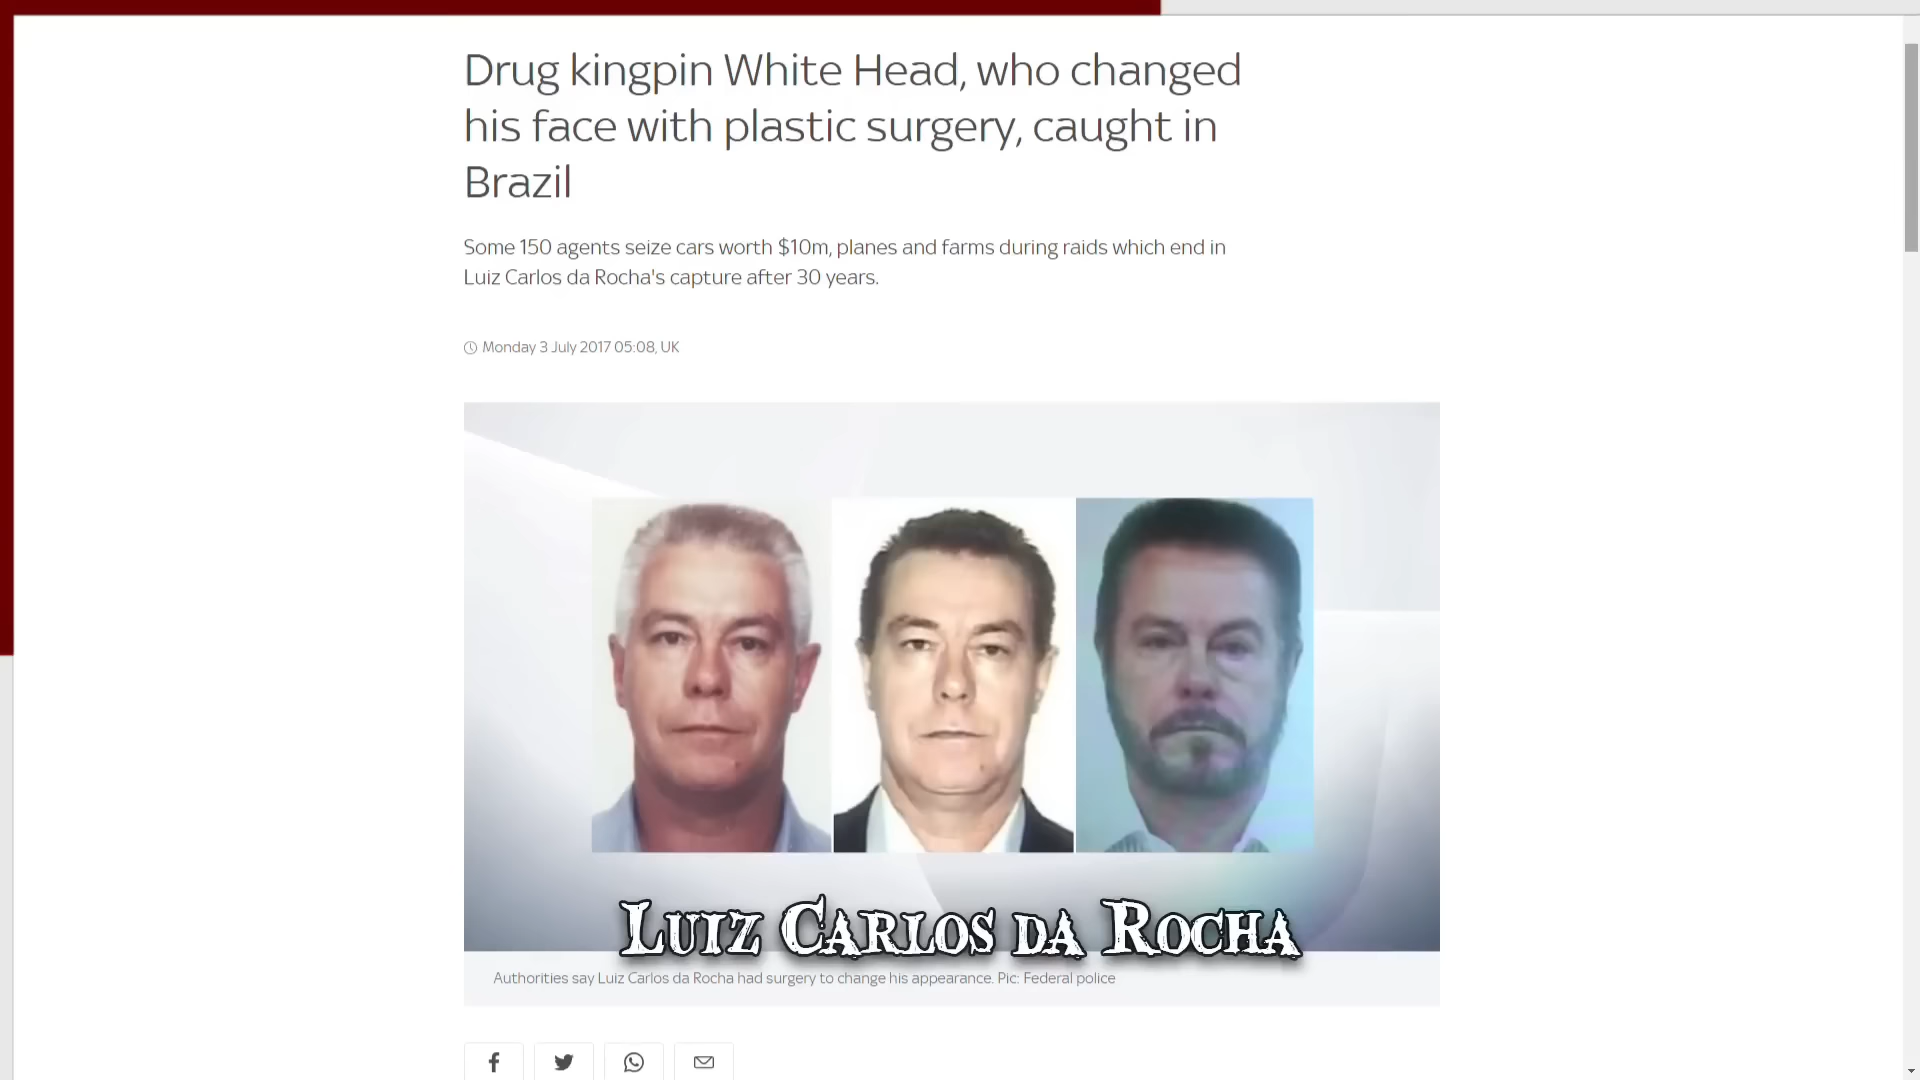 Drug kingpin White Head, who changed
his face with plastic surgery, caught in
Brazil
Some 150 agents seize cars worth $10m, planes and farms during raids which end in
Luiz Carlos da Rocha's capture after 30 years.
Monday 3 July 2017 05:08, UK
Luiz Carlos da Rocha
Authorities say Luiz Carlos da Rocha had surgery to change his appearance. Pic: Federal police